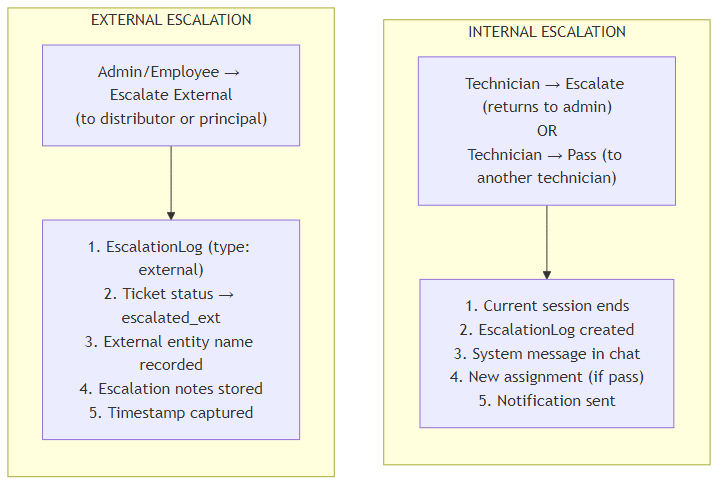 EXTERNAL ESCALATION
Admin/Employee →
Escalate External
(to distributor or principal)
1. EscalationLog (type:
external)
2. Ticket status →
escalated_ext
3. External entity name
recorded
4. Escalation notes stored
5. Timestamp captured
INTERNAL ESCALATION
Technician → Escalate
(returns to admin)
OR
Technician → Pass (to
another technician)
1. Current session ends
2. EscalationLog created
3. System message in chat
4. New assignment (if pass)
5. Notification sent